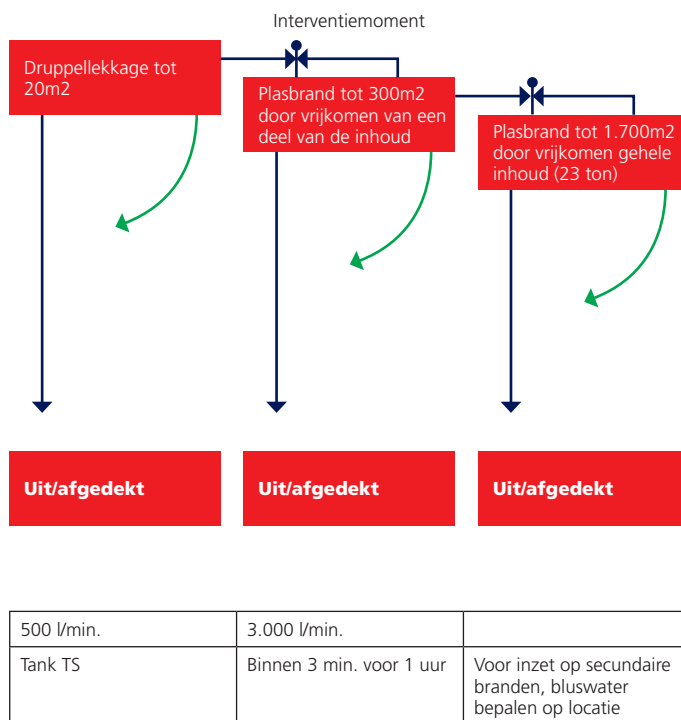 Interventiemoment
Druppellekkage tot
20m2
Plasbrand tot 300m2
door vrijkomen van een
deel van de inhoud
Plasbrand tot 1.700m2
door vrijkomen gehele
inhoud (23 ton)
Uit/afgedekt
Uit/afgedekt
Uit/afgedekt
500 l/min.
3.000 l/min.
Tank TS
Binnen 3 min. voor 1 uur
Voor inzet op secundaire
branden, bluswater
bepalen op locatie